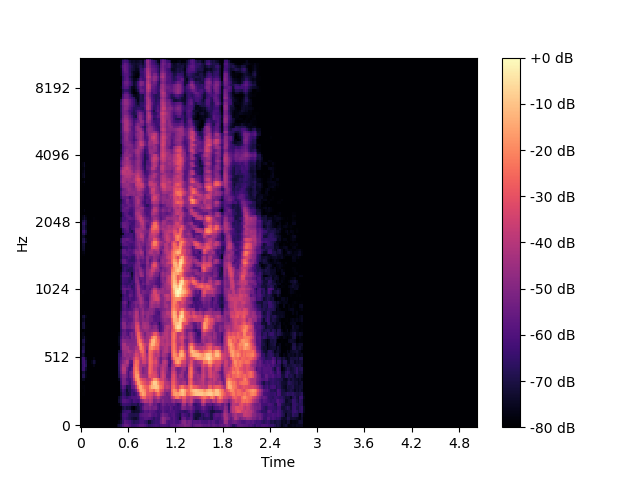 8192
4096
2048
1024
512
0
Hz
0 0.6 1.2 1.8 2.4 3 3.6 4.2 4.8
Time
+0 dB
-10 dB
-20 dB
-30 dB
-40 dB
-50 dB
-60 dB
-70 dB
-80 dB